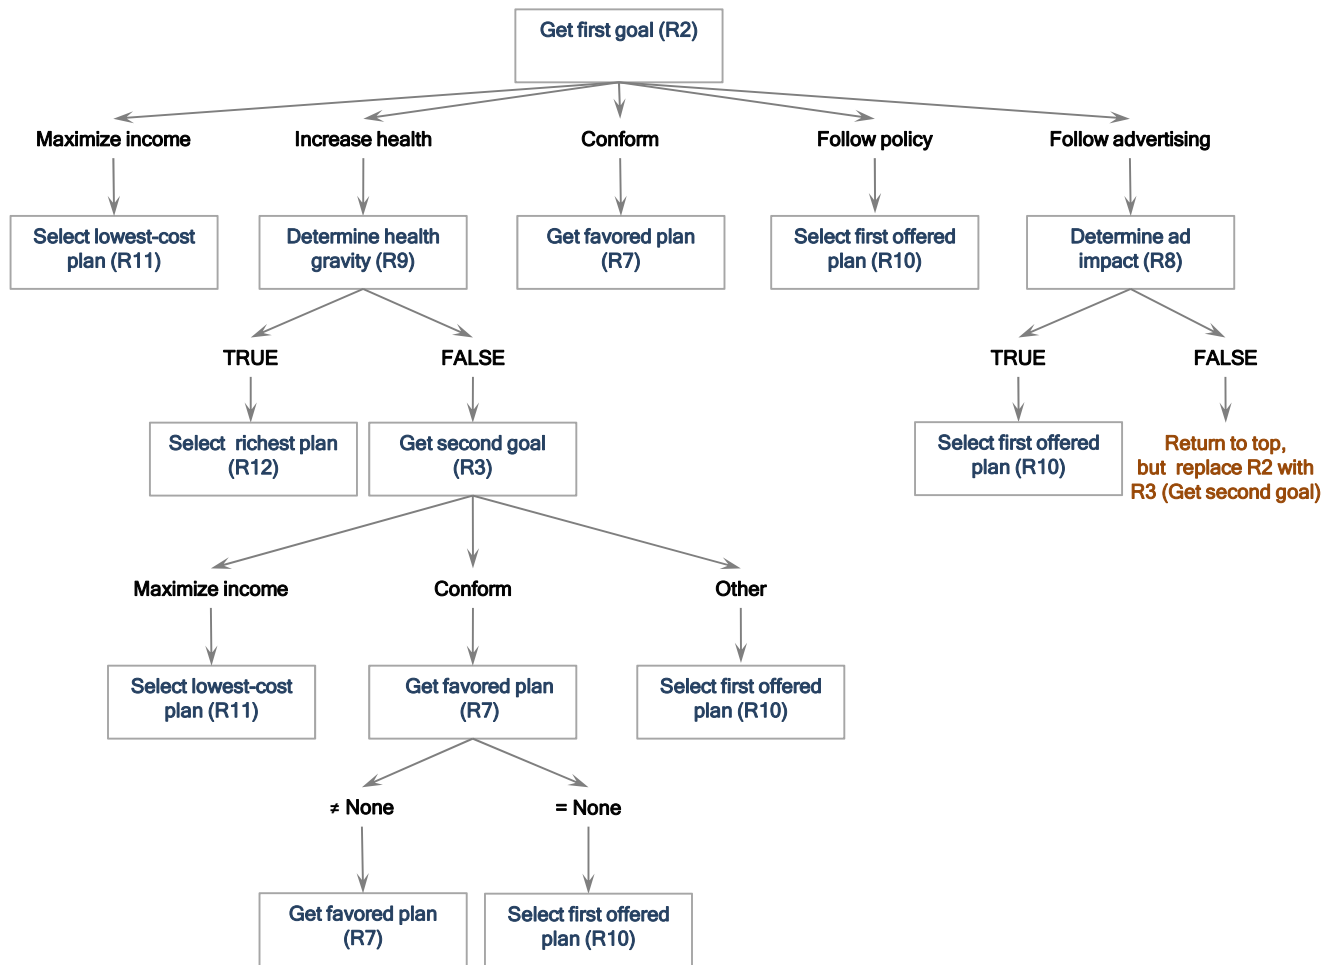 Get first goal (R2)
Maximize income
Increase health
Conform
Follow policy
Follow advertising
Select lowest-cost
plan (R11)
Determine health
gravity (R9)
Get favored plan
(R7)
Select first offered
plan (R10)
Determine ad
impact (R8)
TRUE
FALSE
TRUE
FALSE
Select richest plan
(R12)
Get second goal
(R3)
Select first offered
plan (R10)
Return to top,
but replace R2 with
R3 (Get second goal)
Maximize income
Conform
Other
Select lowest-cost
plan (R11)
Get favored plan
(R7)
Select first offered
plan (R10)
≠ None
= None
Get favored plan
(R7)
Select first offered
plan (R10)